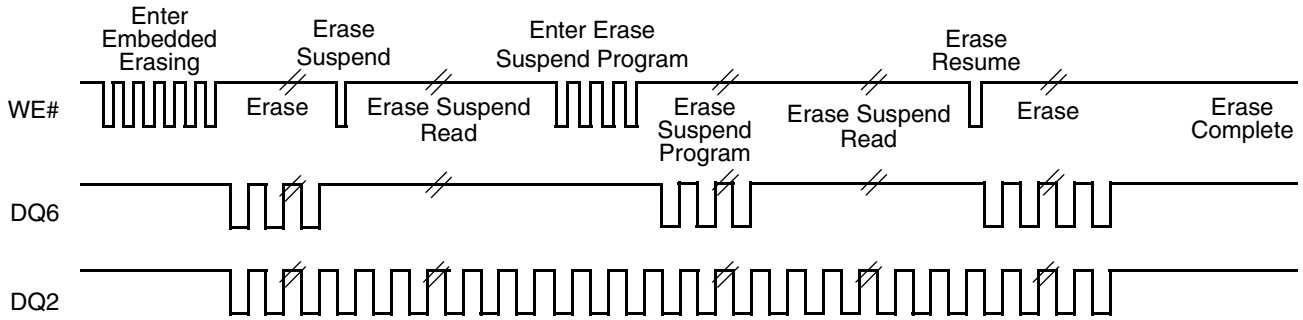 Enter
Embedded
Erasing
Erase
Suspend
Enter Erase
Suspend Program
Erase
Resume
WE#
Erase
Erase Suspend
Read
Erase
Suspend
Program
Erase Suspend
Read
Erase
Erase
Complete
DQ6
DQ2